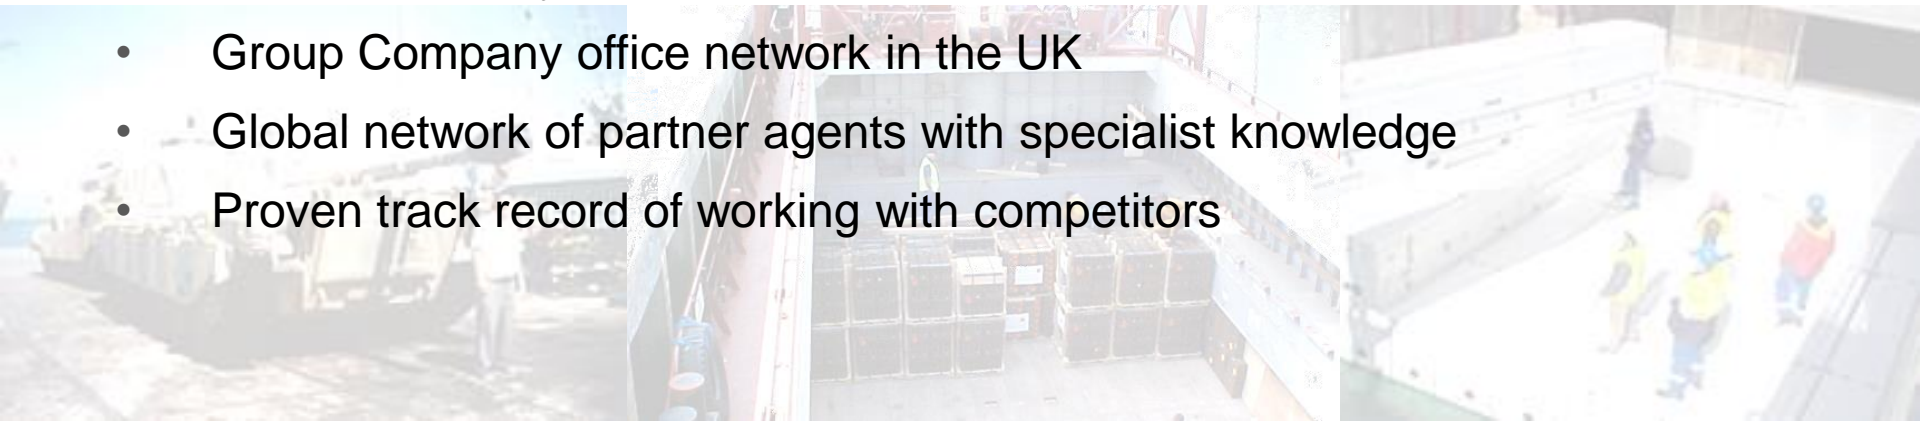 • Group Company office network in the UK
• Global network of partner agents with specialist knowledge
• Proven track record of working with competitors